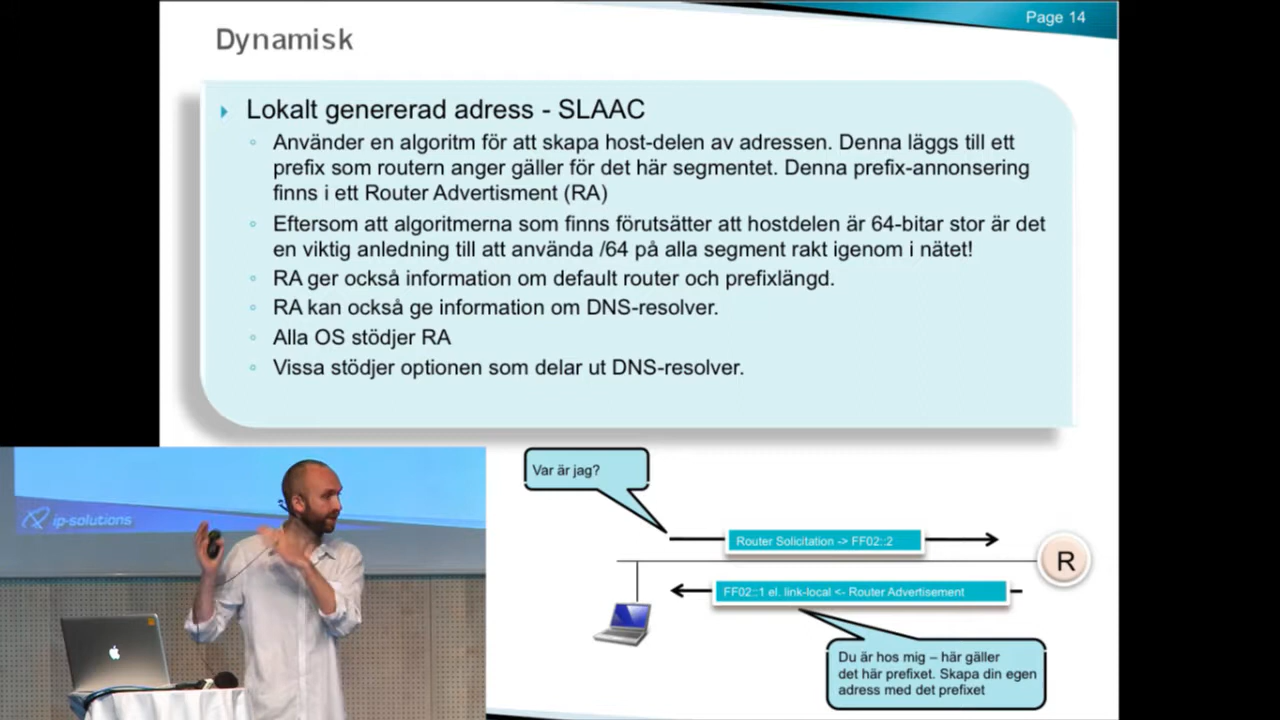 Page 14
Dynamisk
Lokalt genererad adress - SLAAC
Använder en algoritm för att skapa host-delen av adressen. Denna läggs till ett
prefix som routern anger gäller för det här segmentet. Denna prefix-annonsering
finns i ett Router Advertisment (RA)
Eftersom att algoritmerna som finns förutsätter att hostdelen är 64-bitar stor är det
en viktig anledning till att använda /64 på alla segment rakt igenom i nätet!
RA ger också information om default router och prefixlängd.
RA kan också ge information om DNS-resolver.
Alla OS stödjer RA
Vissa stödjer optionen som delar ut DNS-resolver.
Var är jag?
ip-solutions
Router Solicitation -> FF02::2
R
FF02::1 el. link-local <- Router Advertisement
Du är hos mig – här gäller
det här prefixet. Skapa din egen
adress med det prefixet